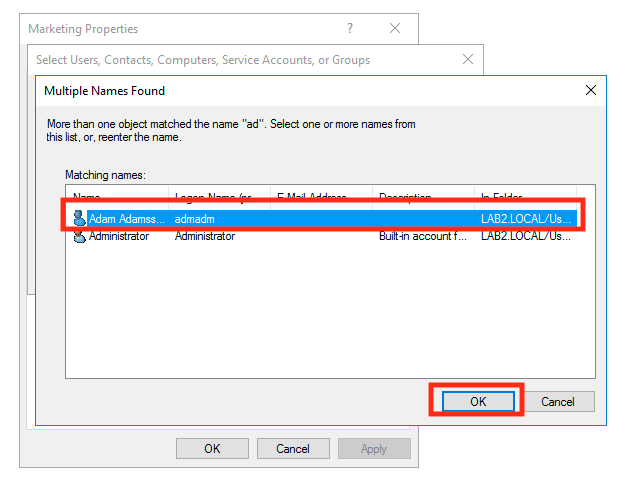 Marketing Properties
?
Select Users, Contacts, Computers, Service Accounts, or Groups
Multiple Names Found
More than one object matched the name "ad". Select one or more names from
this list, or, reenter the name.
Matching names:
Name Logon Name (pr... E-Mail Address Description In Folder
Adam Adamss... admadm LAB2.LOCAL/Us...
Administrator Administrator Built-in account f... LAB2.LOCAL/Us...
OK Cancel
OK Cancel Apply